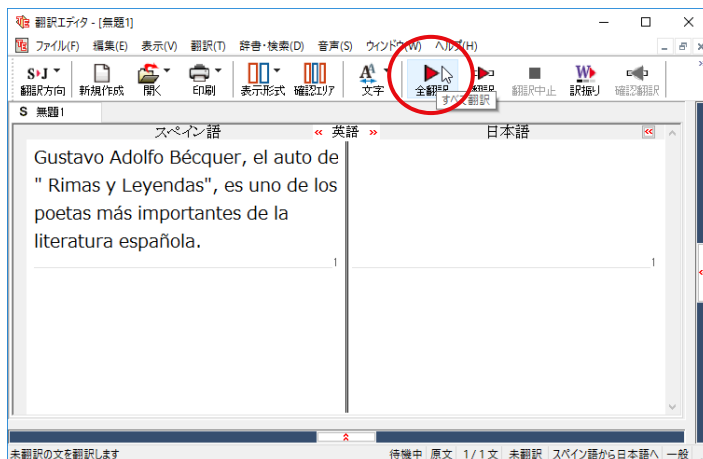 翻訳エディタ - [無題1]
ファイル(F) 編集(E) 表示(V) 翻訳(T) 辞書・検索(D) 音声(S) ウィンドウ(W) ヘルプ(H)
S J
翻訳方向 新規作成 開く 印刷 表示形式 確認エリア 文字 全翻訳 翻訳中止 訳振り 確認翻訳
すべて翻訳
S 無題1
スペイン語 « 英語 » 日本語 «
Gustavo Adolfo Bécquer, el auto de
" Rimas y Leyendas", es uno de los
poetas más importantes de la
literatura española.
1 1
未翻訳の文を翻訳します 待機中 原文 1/1文 未翻訳 スペイン語から日本語へ 一般